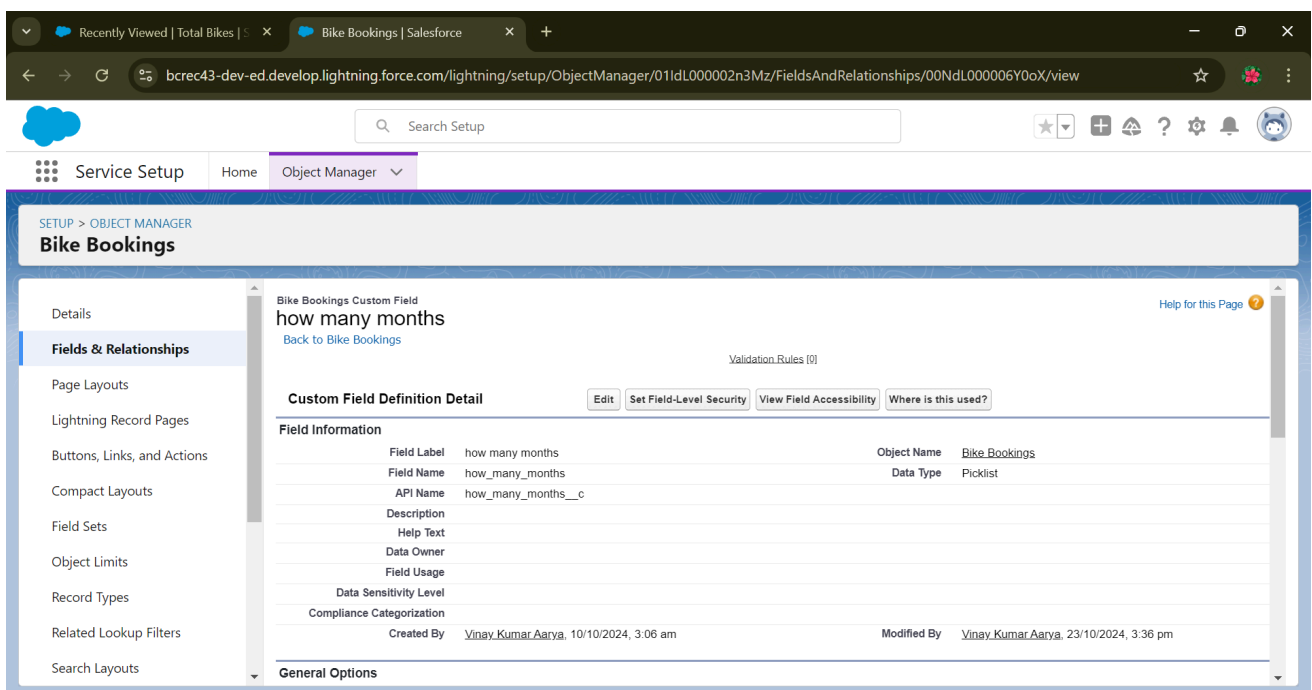 Recently Viewed | Total Bikes | S
Bike Bookings | Salesforce
bcrec43-dev-ed.develop.lightning.force.com/lightning/setup/ObjectManager/01IdL000002n3Mz/FieldsAndRelationships/00NdL000006Y0oX/view
Search Setup
Service Setup Home Object Manager
SETUP > OBJECT MANAGER
Bike Bookings
Details
Fields & Relationships
Page Layouts
Lightning Record Pages
Buttons, Links, and Actions
Compact Layouts
Field Sets
Object Limits
Record Types
Related Lookup Filters
Search Layouts
Bike Bookings Custom Field
how many months
Back to Bike Bookings
Help for this Page
Validation Rules [0]
Custom Field Definition Detail Edit Set Field-Level Security View Field Accessibility Where is this used?
Field Information
Field Label how many months Object Name Bike Bookings
Field Name how_many_months Data Type Picklist
API Name how_many_months__c
Description
Help Text
Data Owner
Field Usage
Data Sensitivity Level
Compliance Categorization
Created By Vinay Kumar Aarya, 10/10/2024, 3:06 am Modified By Vinay Kumar Aarya, 23/10/2024, 3:36 pm
General Options